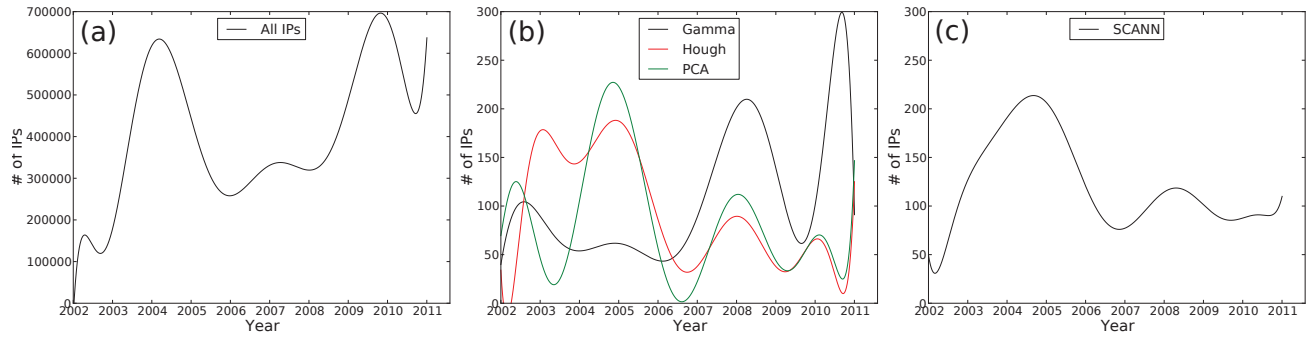 (a)
All IPs
700000
600000
500000
400000
300000
200000
100000
0
# of IPs
2002 2003 2004 2005 2006 2007 2008 2009 2010 2011
Year
(b)
Gamma
Hough
PCA
300
250
200
150
100
50
0
# of IPs
2002 2003 2004 2005 2006 2007 2008 2009 2010 2011
Year
(c)
SCANN
300
250
200
150
100
50
0
# of IPs
2002 2003 2004 2005 2006 2007 2008 2009 2010 2011
Year